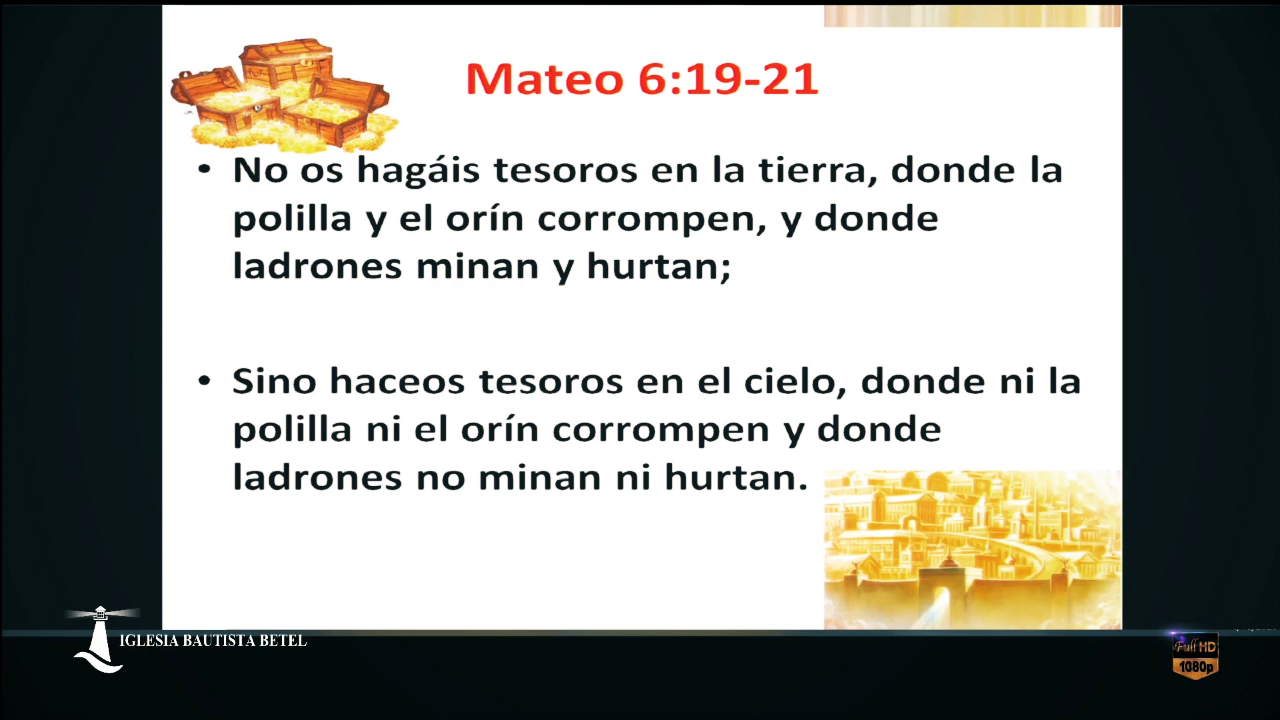 Mateo 6:19-21
• No os hagáis tesoros en la tierra, donde la
polilla y el orín corrompen, y donde
ladrones minan y hurtan;
• Sino haceos tesoros en el cielo, donde ni la
polilla ni el orín corrompen y donde
ladrones no minan ni hurtan.
IGLESIA BAUTISTA BETEL
Full HD
1080p